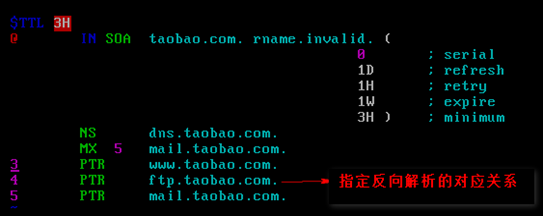 $TTL 3H
@ IN SOA taobao.com. rname.invalid. (
0 ; serial
1D ; refresh
1H ; retry
1W ; expire
3H ) ; minimum
NS dns.taobao.com.
MX 5 mail.taobao.com.
3 PTR www.taobao.com.
4 PTR ftp.taobao.com. 指定反向解析的对应关系
5 PTR mail.taobao.com.